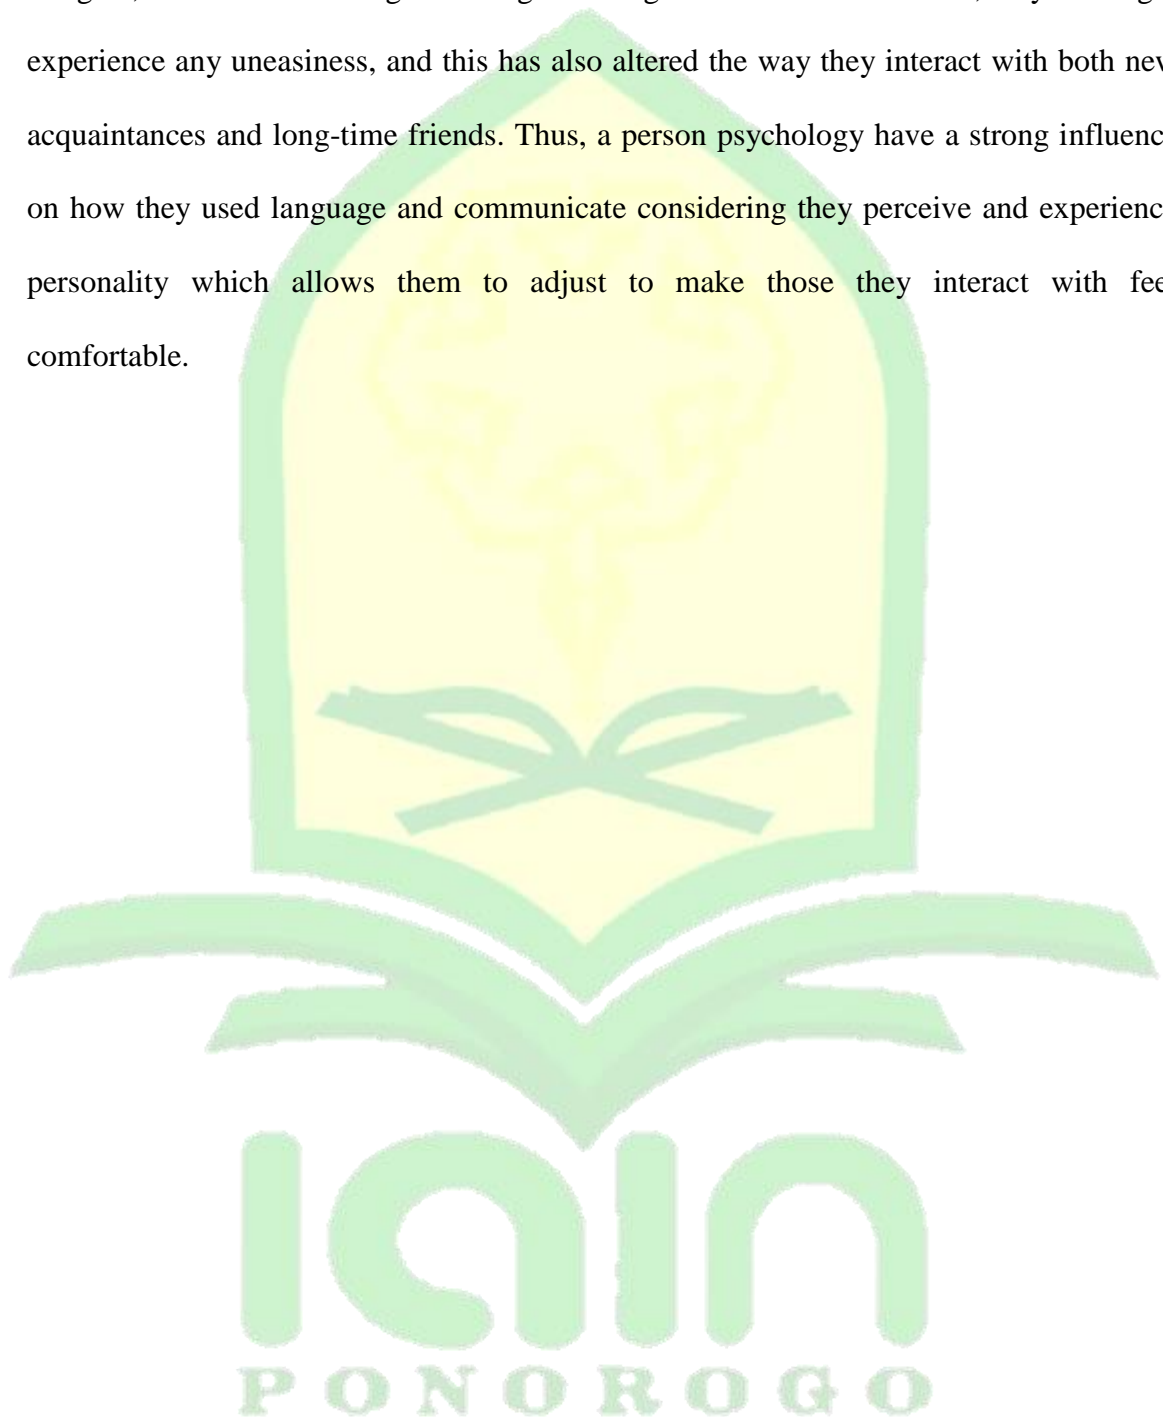 experience any uneasiness, and this has also altered the way they interact with both new
acquaintances and long-time friends. Thus, a person psychology have a strong influenc
on how they used language and communicate considering they perceive and experienc
personality which allows them to adjust to make those they interact with fee
comfortable.
iain
PONOROGO